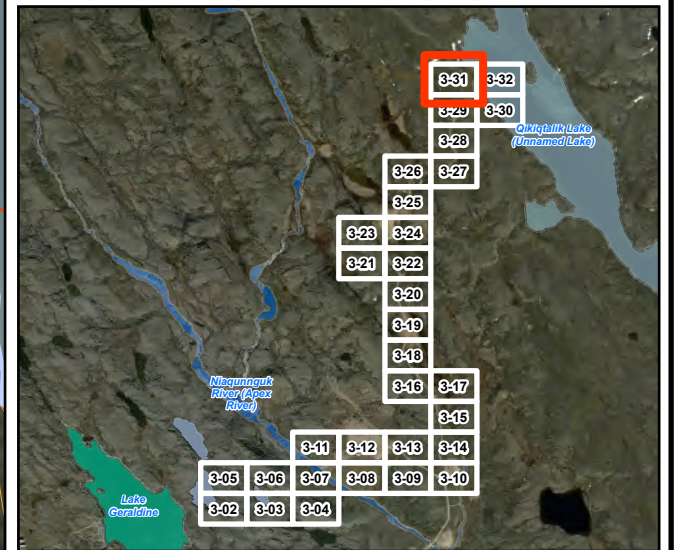 3-31 3-32
3-29 3-30
Qikiqtalik Lake
(Unnamed Lake)
3-28
3-26 3-27
3-25
3-23 3-24
3-21 3-22
3-20
3-19
3-18
Niaqunnguk
River (Apex
River)
3-16 3-17
3-15
3-11 3-12 3-13 3-14
3-05 3-06 3-07 3-08 3-09 3-10
Lake
Geraldine
3-02 3-03 3-04